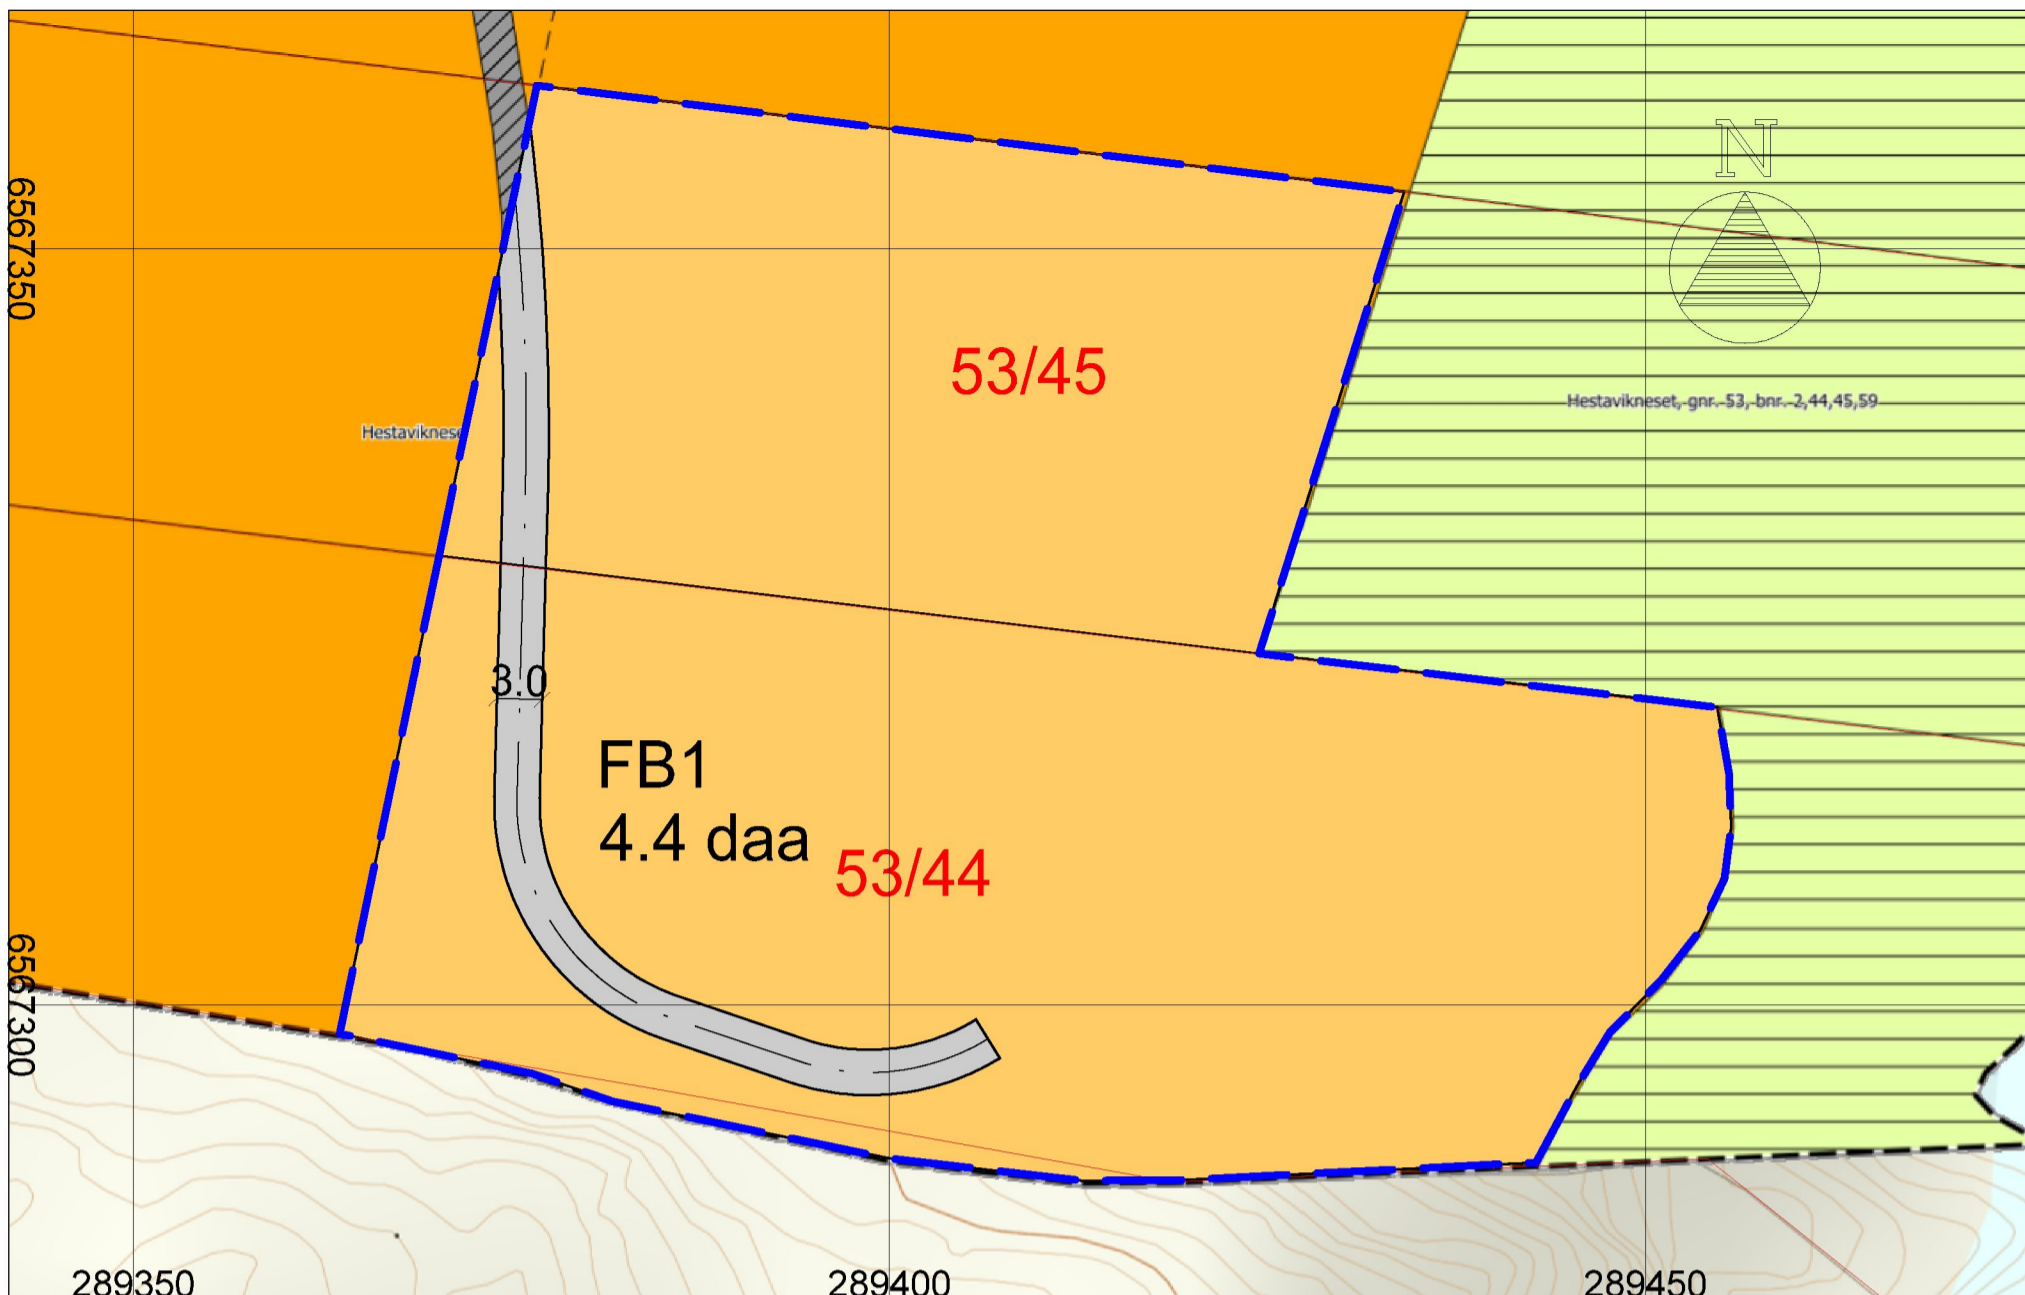 N
6567350
53/45
Hestavikneset, gnr. 53, bnr. 2,44,45,59
Hestaviknese
3.0
FB1
4.4 daa
53/44
6567300
289350
289400
289450